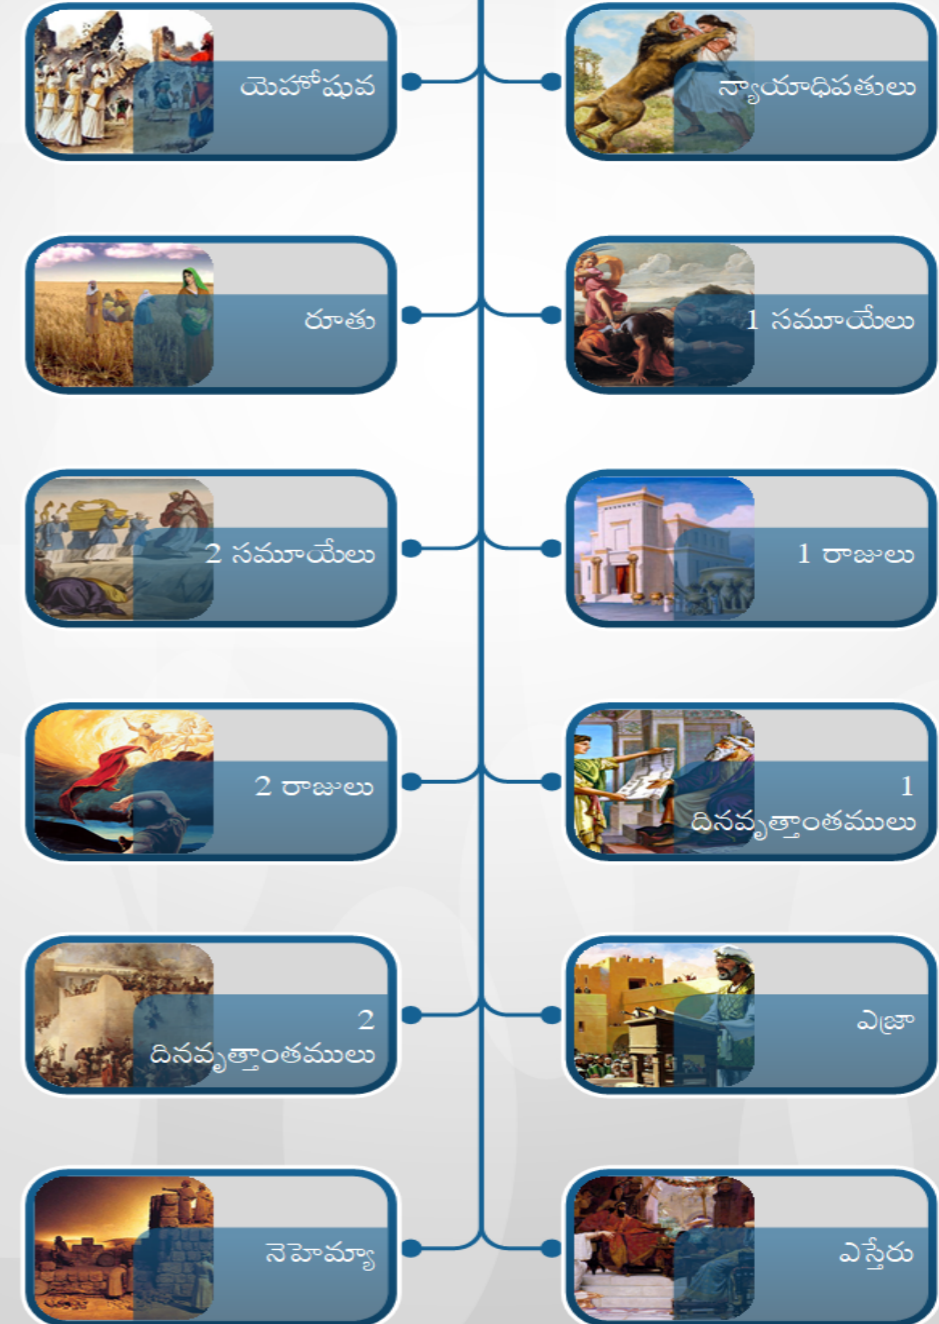 యెహోషువ
న్యాయాధిపతులు
రూతు
1 సమూయేలు
2 సమూయేలు
1 రాజులు
2 రాజులు
1
దినవృత్తాంతములు
2
దినవృత్తాంతములు
ఎజ్రా
నెహెమ్యా
ఎస్తేరు